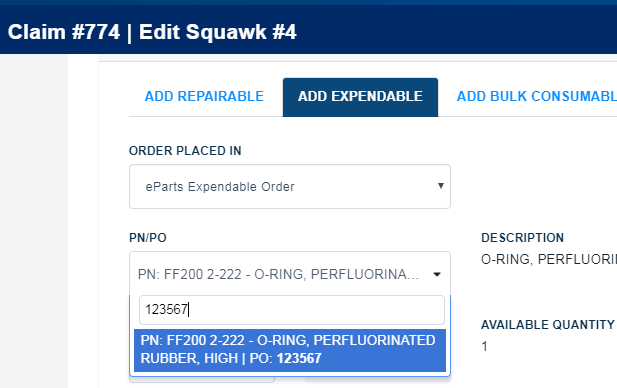 Claim #774 | Edit Squawk #4
ADD REPAIRABLE
ADD EXPENDABLE
ADD BULK CONSUMABL
ORDER PLACED IN
eParts Expendable Order
PN/PO
DESCRIPTION
PN: FF200 2-222 - O-RING, PERFLUORINA...
O-RING, PERFLUORI
123567
PN: FF200 2-222 - O-RING, PERFLUORINATED
RUBBER, HIGH | PO: 123567
AVAILABLE QUANTITY
1